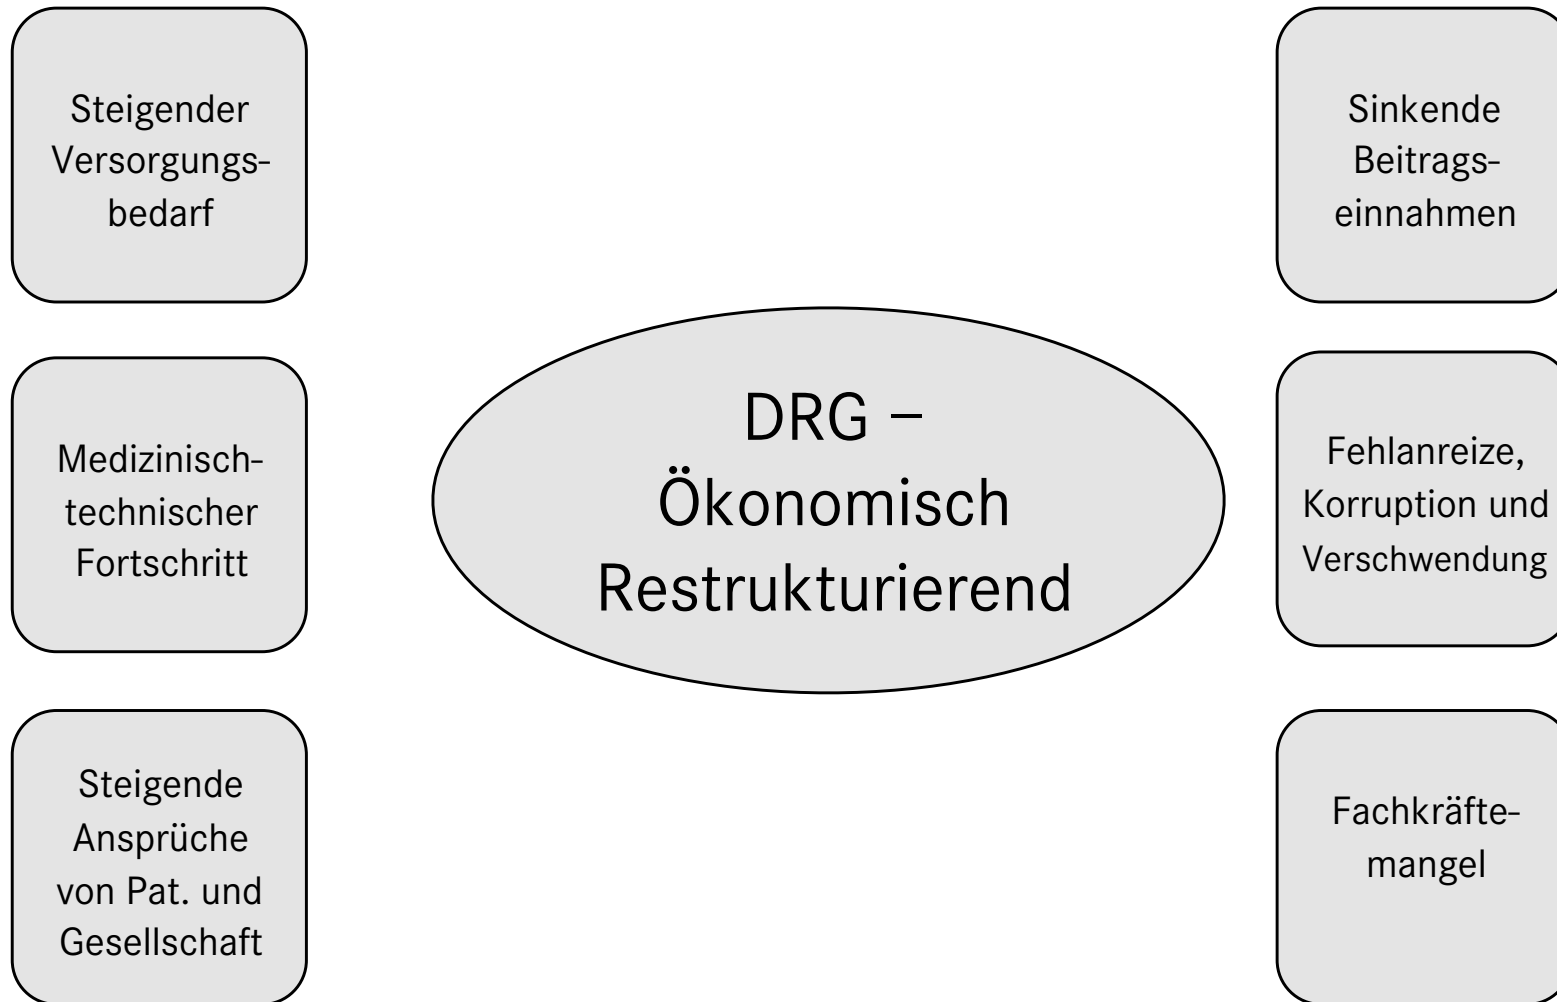 Steigender
Versorgungs-
bedarf
Medizinisch-
technischer
Fortschritt
Steigende
Ansprüche
von Pat. und
Gesellschaft
DRG –
Ökonomisch
Restrukturierend
Sinkende
Beitrags-
einnahmen
Fehlanreize,
Korruption und
Verschwendung
Fachkräfte-
mangel